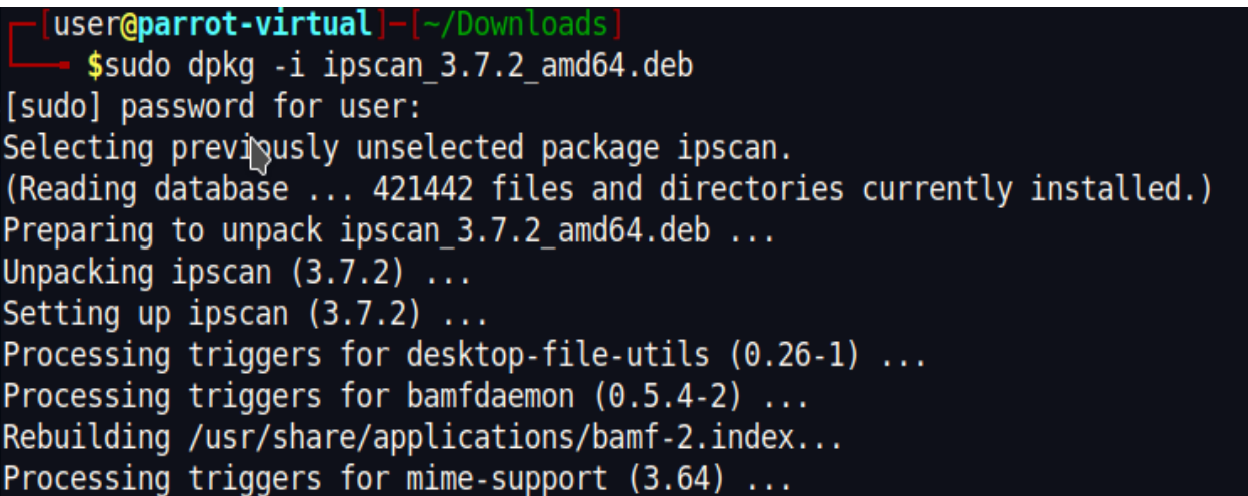 [user@parrot-virtual]-[~/Downloads]
$sudo dpkg -i ipscan_3.7.2_amd64.deb
[sudo] password for user:
Selecting previously unselected package ipscan.
(Reading database ... 421442 files and directories currently installed.)
Preparing to unpack ipscan_3.7.2_amd64.deb ...
Unpacking ipscan (3.7.2) ...
Setting up ipscan (3.7.2) ...
Processing triggers for desktop-file-utils (0.26-1) ...
Processing triggers for bamfdaemon (0.5.4-2) ...
Rebuilding /usr/share/applications/bamf-2.index...
Processing triggers for mime-support (3.64) ...